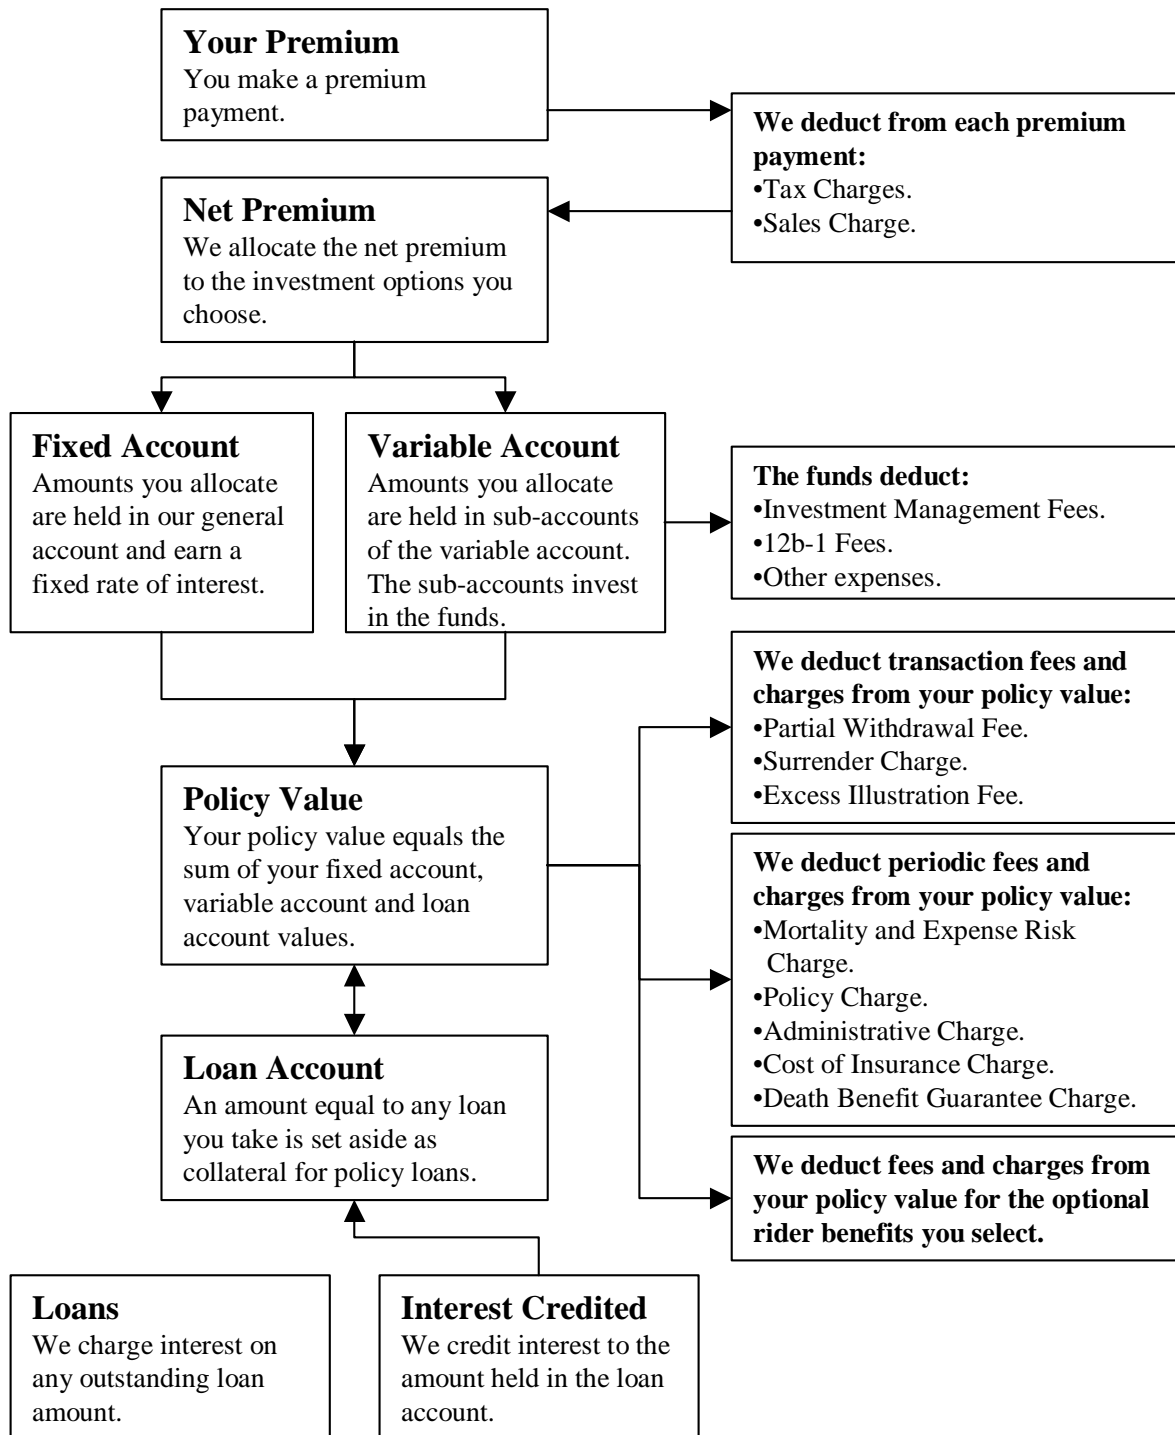 Your Premium
You make a premium
payment.
We deduct from each premium
payment:
•Tax Charges.
•Sales Charge.
Net Premium
We allocate the net premium
to the investment options you
choose.
Fixed Account
Amounts you allocate
are held in our general
account and earn a
fixed rate of interest.
Variable Account
Amounts you allocate
are held in sub-accounts
of the variable account.
The sub-accounts invest
in the funds.
The funds deduct:
•Investment Management Fees.
•12b-1 Fees.
•Other expenses.
We deduct transaction fees and
charges from your policy value:
•Partial Withdrawal Fee.
•Surrender Charge.
•Excess Illustration Fee.
Policy Value
Your policy value equals the
sum of your fixed account,
variable account and loan
account values.
We deduct periodic fees and
charges from your policy value:
•Mortality and Expense Risk
Charge.
•Policy Charge.
•Administrative Charge.
•Cost of Insurance Charge.
•Death Benefit Guarantee Charge.
Loan Account
An amount equal to any loan
you take is set aside as
collateral for policy loans.
We deduct fees and charges from
your policy value for the optional
rider benefits you select.
Loans
We charge interest on
any outstanding loan
amount.
Interest Credited
We credit interest to the
amount held in the loan
account.